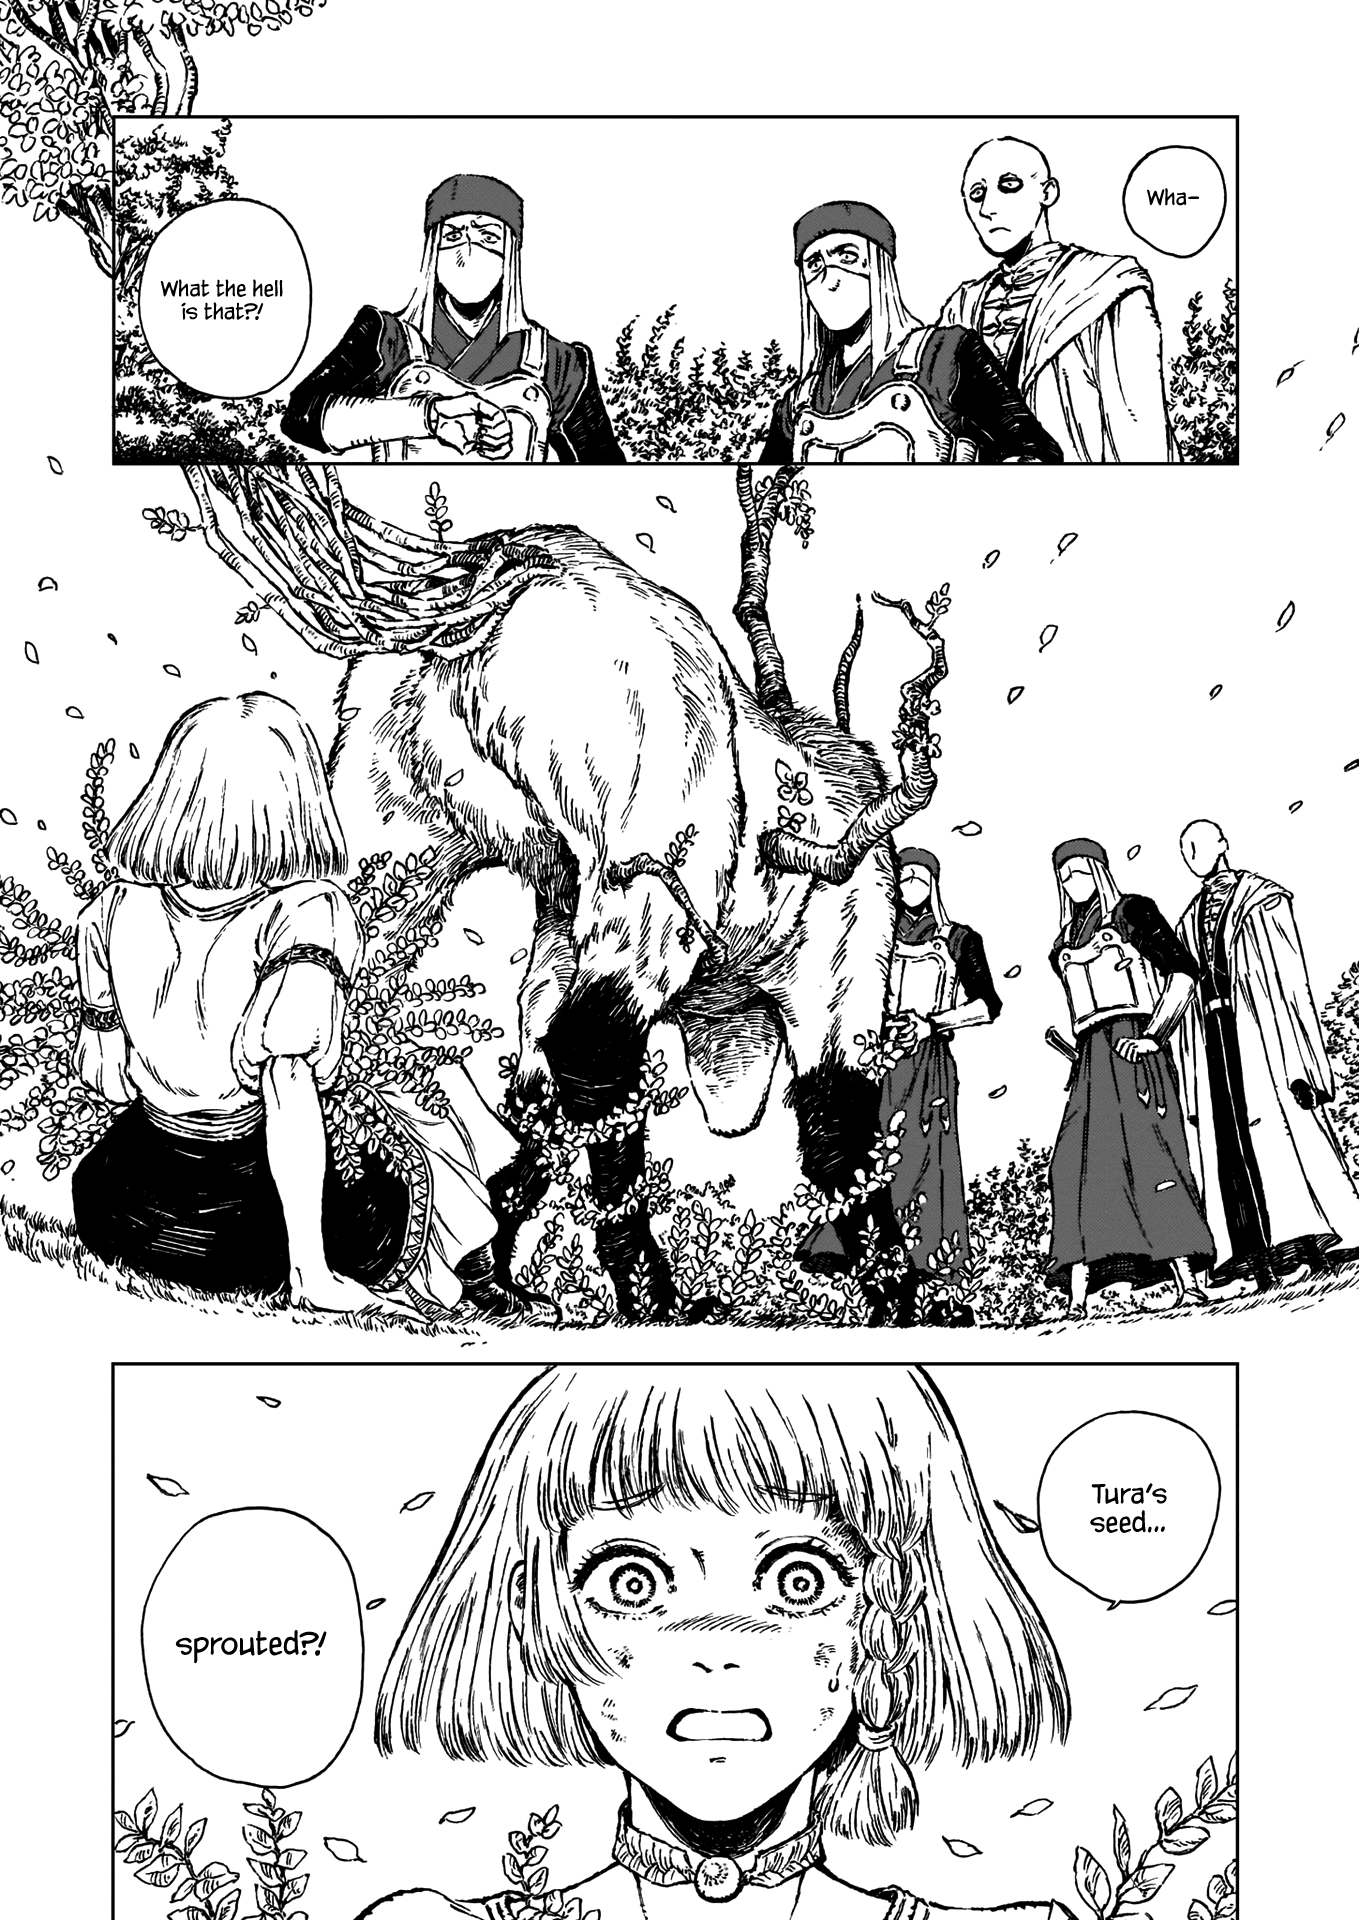 Wha-
What the hell
is that?!
Tura's
seed...
sprouted?!